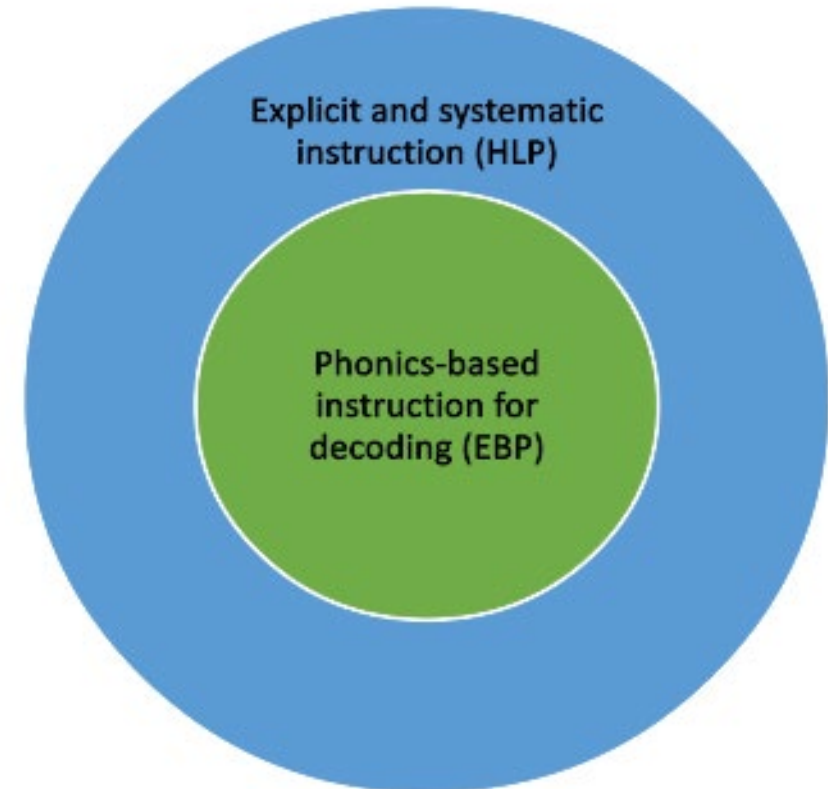 Explicit and systematic
instruction (HLP)
Phonics-based
instruction for
decoding (EBP)